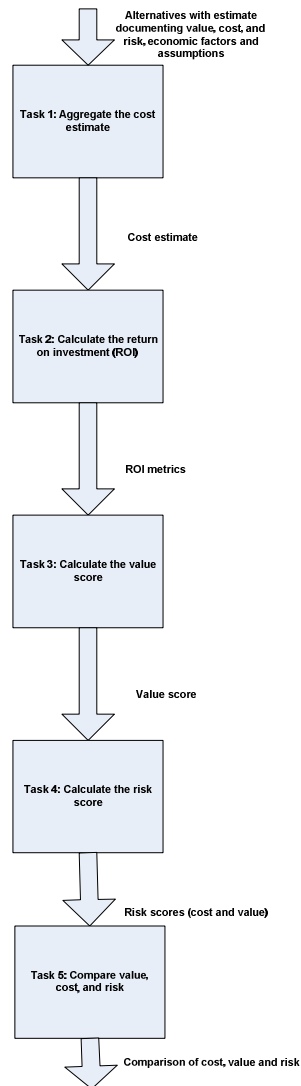 Alternatives with estimate
documenting value, cost, and
risk, economic factors and
assumptions
Task 1: Aggregate the cost
estimate
Cost estimate
Task 2: Calculate the return
on investment (ROI)
ROI metrics
Task 3: Calculate the value
score
Value score
Task 4: Calculate the risk
score
Risk scores (cost and value)
Task 5: Compare value,
cost, and risk
Comparison of cost, value and risk